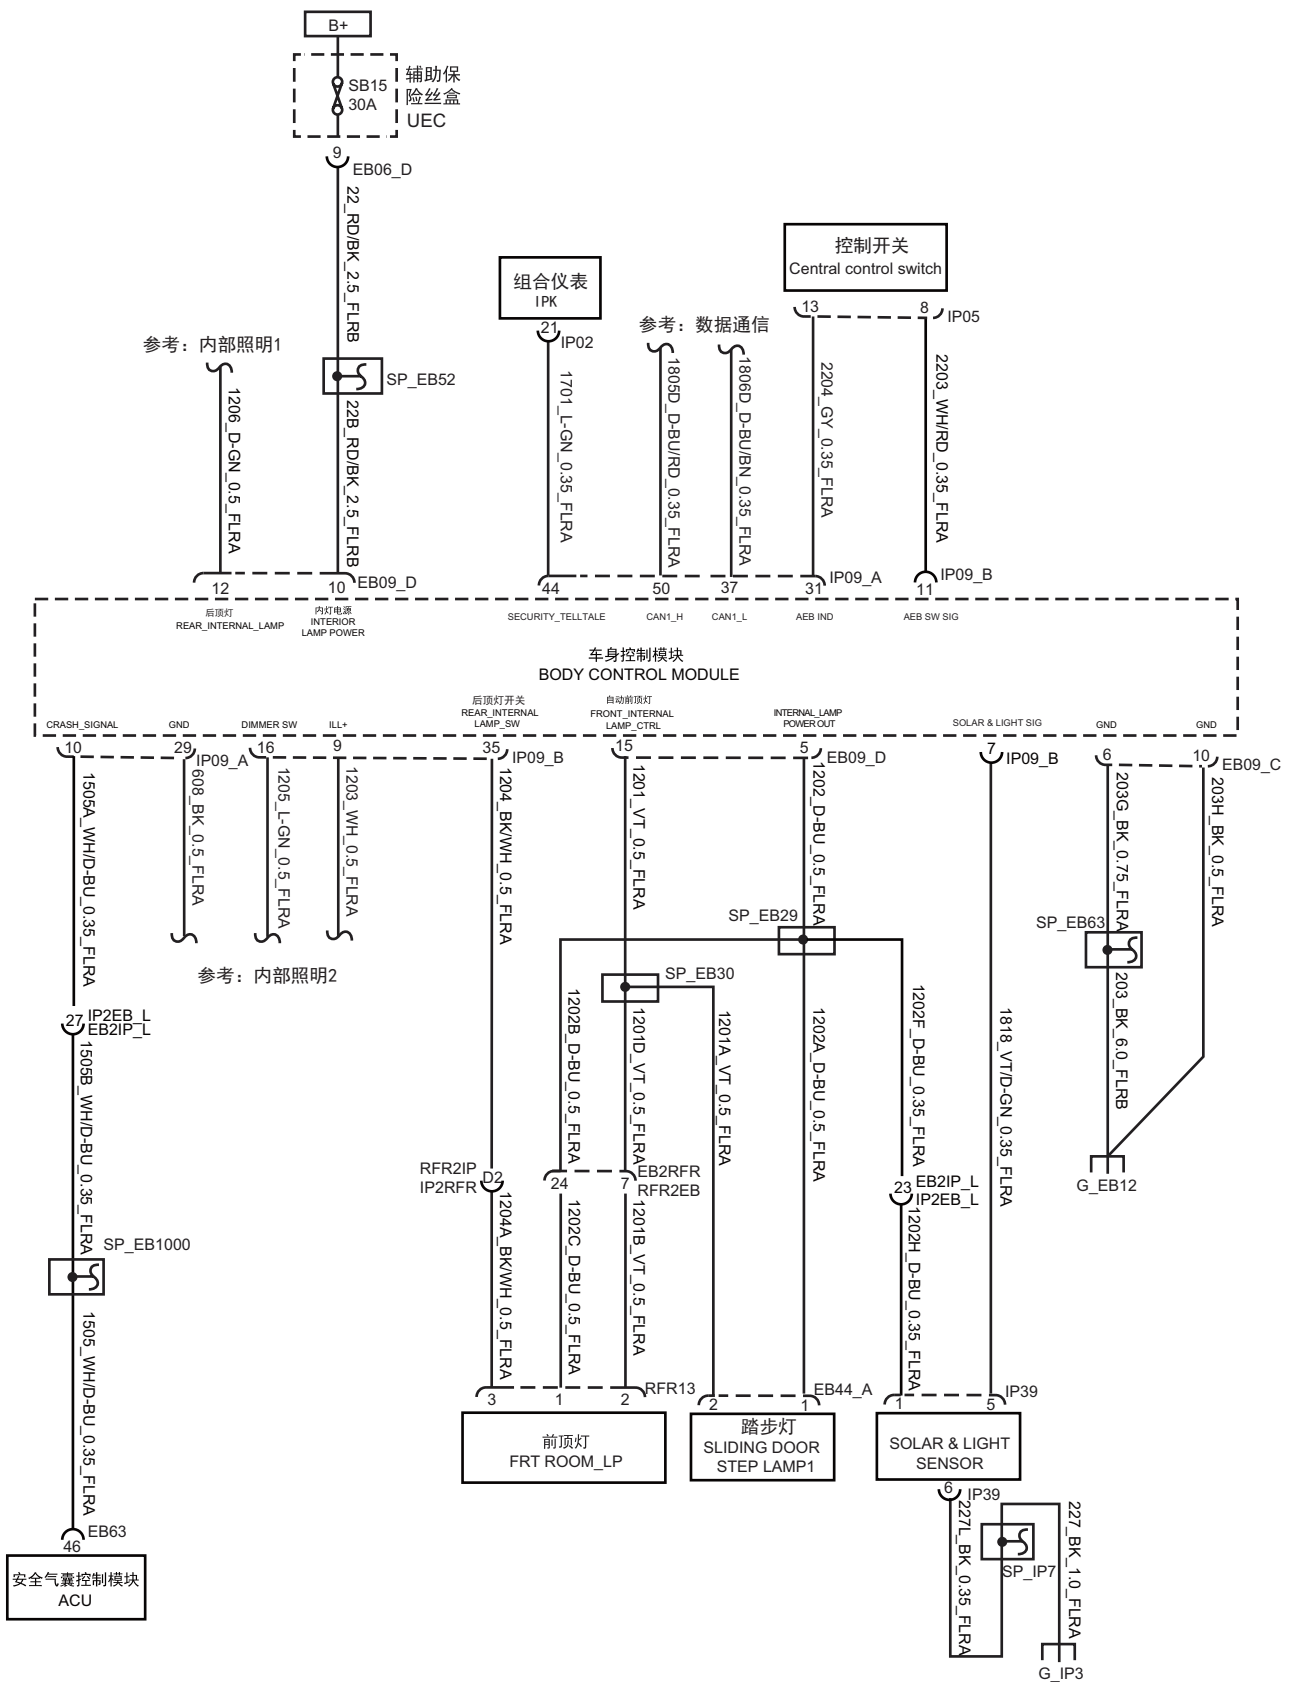 B+
SB15
30A
辅助保
险丝盒
UEC
9
EB06_D
22_RD/BK_2.5_FLRB
SP_EB52
22B_RD/BK_2.5_FLRB
参考：内部照明1
1206_D-GN_0.5_FLRA
组合仪表
IPK
21
IP02
1701_L-GN_0.35_FLRA
参考：数据通信
1805D_D-BU/RD_0.35_FLRA
1806D_D-BU/BN_0.35_FLRA
控制开关
Central control switch
13
8
IP05
2204_GY_0.35_FLRA
2203_WH/RD_0.35_FLRA
12
10
EB09_D
44
50
37
31
IP09_A
11
IP09_B
后顶灯
REAR_INTERNAL_LAMP
内灯电源
INTERIOR
LAMP POWER
SECURITY_TELLTALE
CAN1_H
CAN1_L
AEB IND
AEB SW SIG
车身控制模块
BODY CONTROL MODULE
CRASH_SIGNAL
GND
DIMMER SW
ILL+
后顶灯开关
REAR_INTERNAL
LAMP_SW
自动前顶灯
FRONT_INTERNAL
LAMP_CTRL
INTERNAL_LAMP
POWER OUT
SOLAR & LIGHT SIG
GND
GND
10
29
IP09_A
16
9
35
IP09_B
15
5
EB09_D
7
IP09_B
6
10
EB09_C
1505A_WH/D-BU_0.35_FLRA
608_BK_0.5_FLRA
1205_L-GN_0.5_FLRA
1203_WH_0.5_FLRA
1204_BK/WH_0.5_FLRA
1201_VT_0.5_FLRA
1202_D-BU_0.5_FLRA
203G_BK_0.75_FLRA
203H_BK_0.5_FLRA
参考：内部照明2
SP_EB29
SP_EB30
SP_EB63
27
IP2EB_L
EB2IP_L
1505B_WH/D-BU_0.35_FLRA
1202B_D-BU_0.5_FLRA
1201D_VT_0.5_FLRA
1201A_VT_0.5_FLRA
1202A_D-BU_0.5_FLRA
1202F_D-BU_0.35_FLRA
1818_VT/D-GN_0.35_FLRA
203_BK_6.0_FLRB
RFR2IP
IP2RFR
D2
24
7
EB2RFR
RFR2EB
23
EB2IP_L
IP2EB_L
G_EB12
SP_EB1000
1204A_BK/WH_0.5_FLRA
1202C_D-BU_0.5_FLRA
1201B_VT_0.5_FLRA
1202H_D-BU_0.35_FLRA
1505_WH/D-BU_0.35_FLRA
3
1
2
RFR13
2
1
EB44_A
1
5
IP39
前顶灯
FRT ROOM_LP
踏步灯
SLIDING DOOR
STEP LAMP1
SOLAR & LIGHT
SENSOR
6
IP39
227L_BK_0.35_FLRA
SP_IP7
227_BK_1.0_FLRA
G_IP3
EB63
46
安全气囊控制模块
ACU